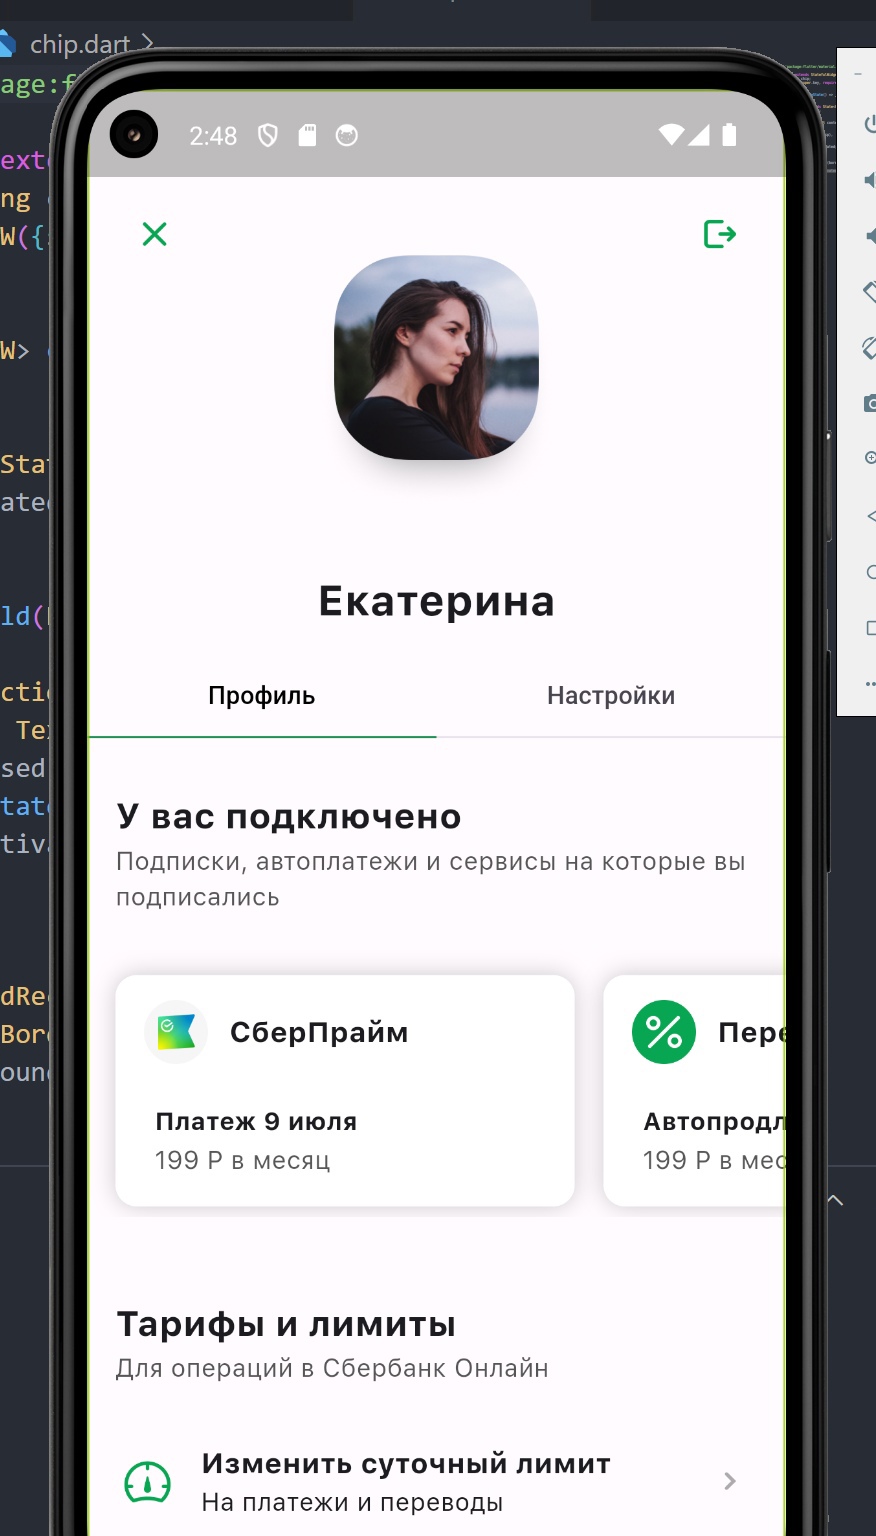 chip.dart
age:f
2:48
ext
ng
W({
W>
Екатерина
Sta
ate
ld(
Профиль
Настройки
cti
Te
sed
tat
tiv
У вас подключено
Подписки, автоплатежи и сервисы на которые вы
подписались
dRe
СберПрайм
Пере
Bor
oun
Платеж 9 июля
Автопродл
199 Р в месяц
199 Р в мес
Тарифы и лимиты
Для операций в Сбербанк Онлайн
Изменить суточный лимит
На платежи и переводы